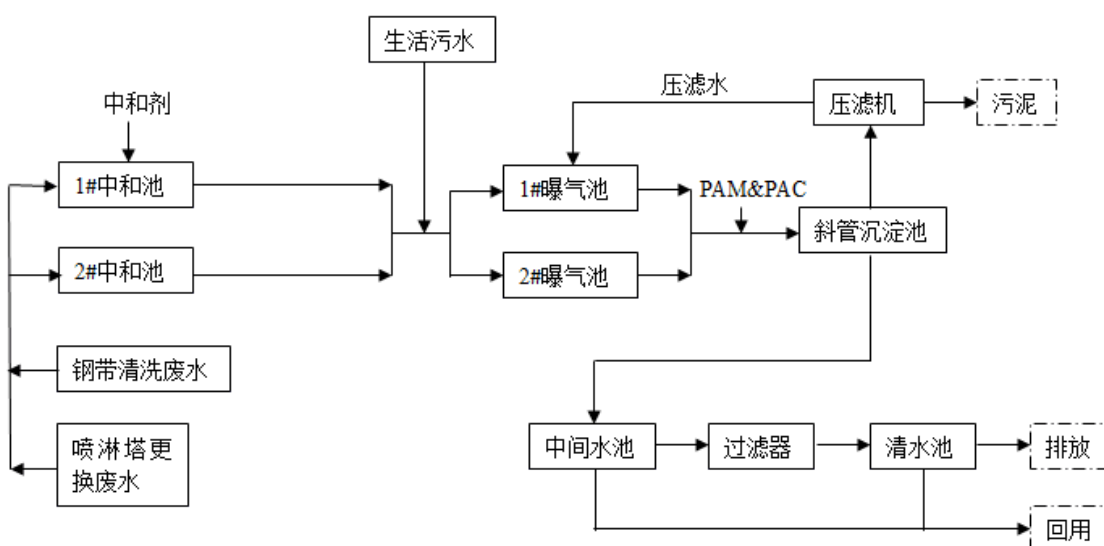 生活污水
压滤水
压滤机
污泥
中和剂
1#中和池
1#曝气池
PAM&PAC
斜管沉淀池
2#中和池
2#曝气池
钢带清洗废水
喷淋塔更
换废水
中间水池
过滤器
清水池
排放
回用